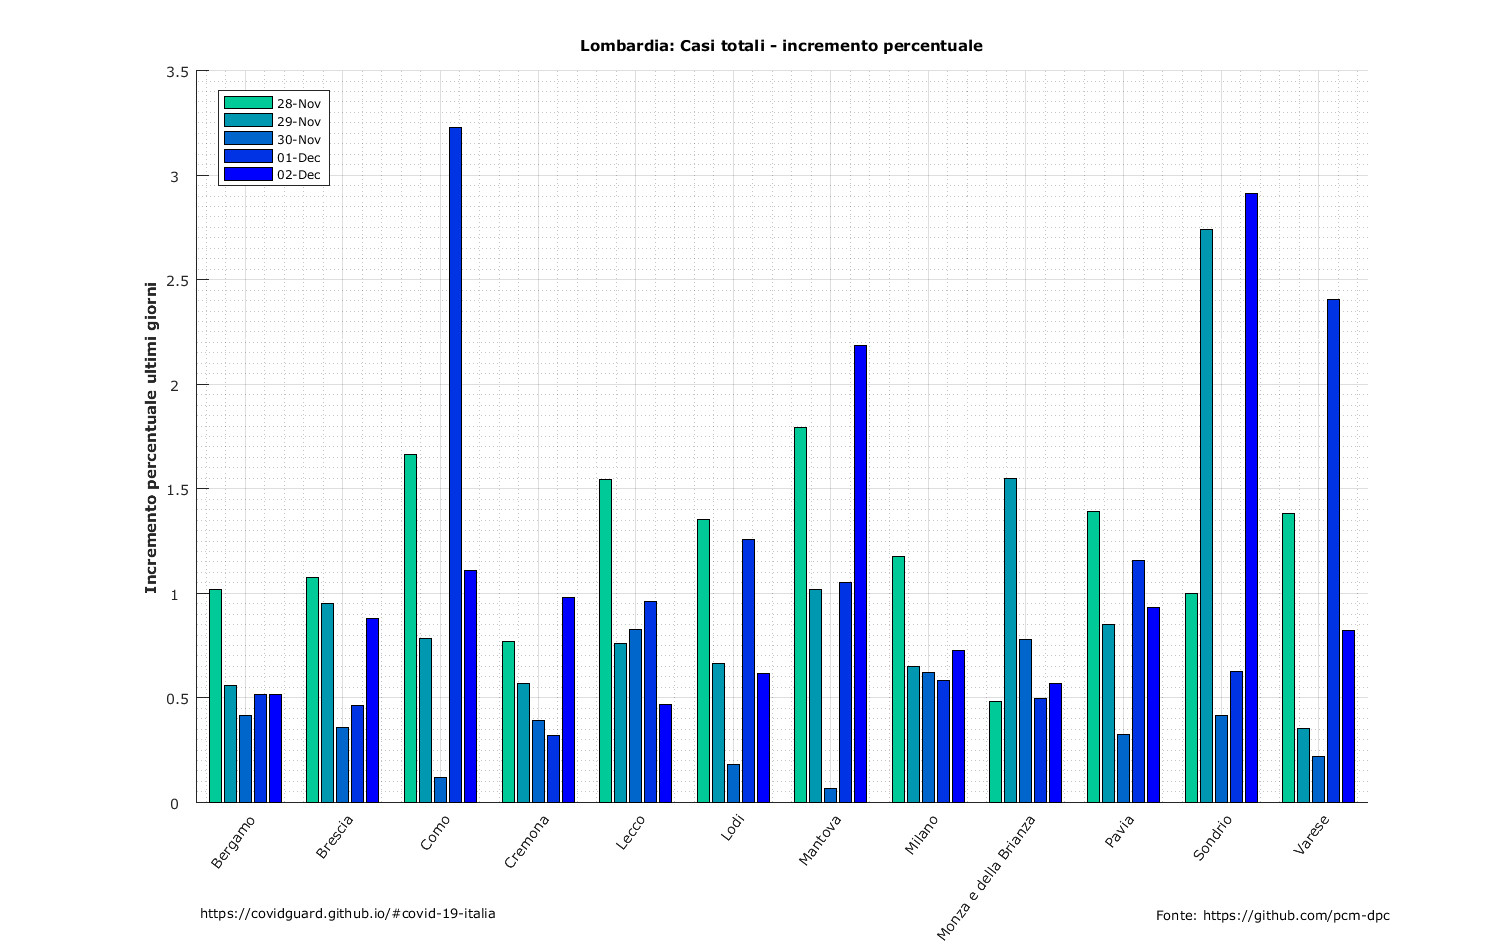 Lombardia: Casi totali - incremento percentuale
3.5
3
2.5
2
1.5
1
0.5
0
Incremento percentuale ultimi giorni
28-Nov
29-Nov
30-Nov
01-Dec
02-Dec
Bergamo
Brescia
Como
Cremona
Lecco
Lodi
Mantova
Milano
Monza e della Brianza
Pavia
Sondrio
Varese
https://covidguard.github.io/#covid-19-italia
Fonte: https://github.com/pcm-dpc